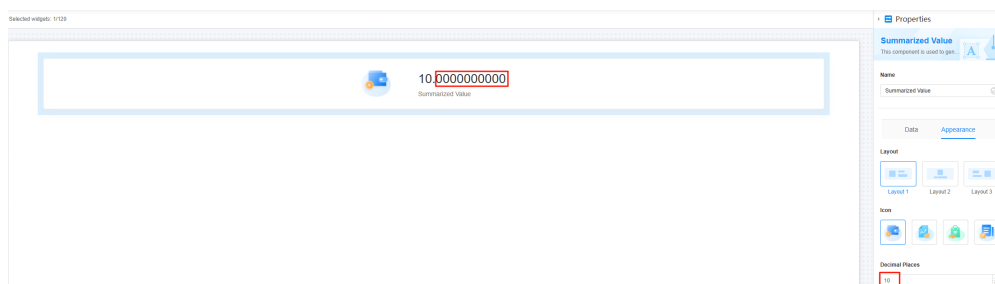 Selected widgets: 1/120
Properties
Summarized Value
This component is used to gen...
A
Name
Summarized Value
10.0000000000
Summarized Value
Data
Appearance
Layout
Layout 1
Layout 2
Layout 3
Icon
Decimal Places
10